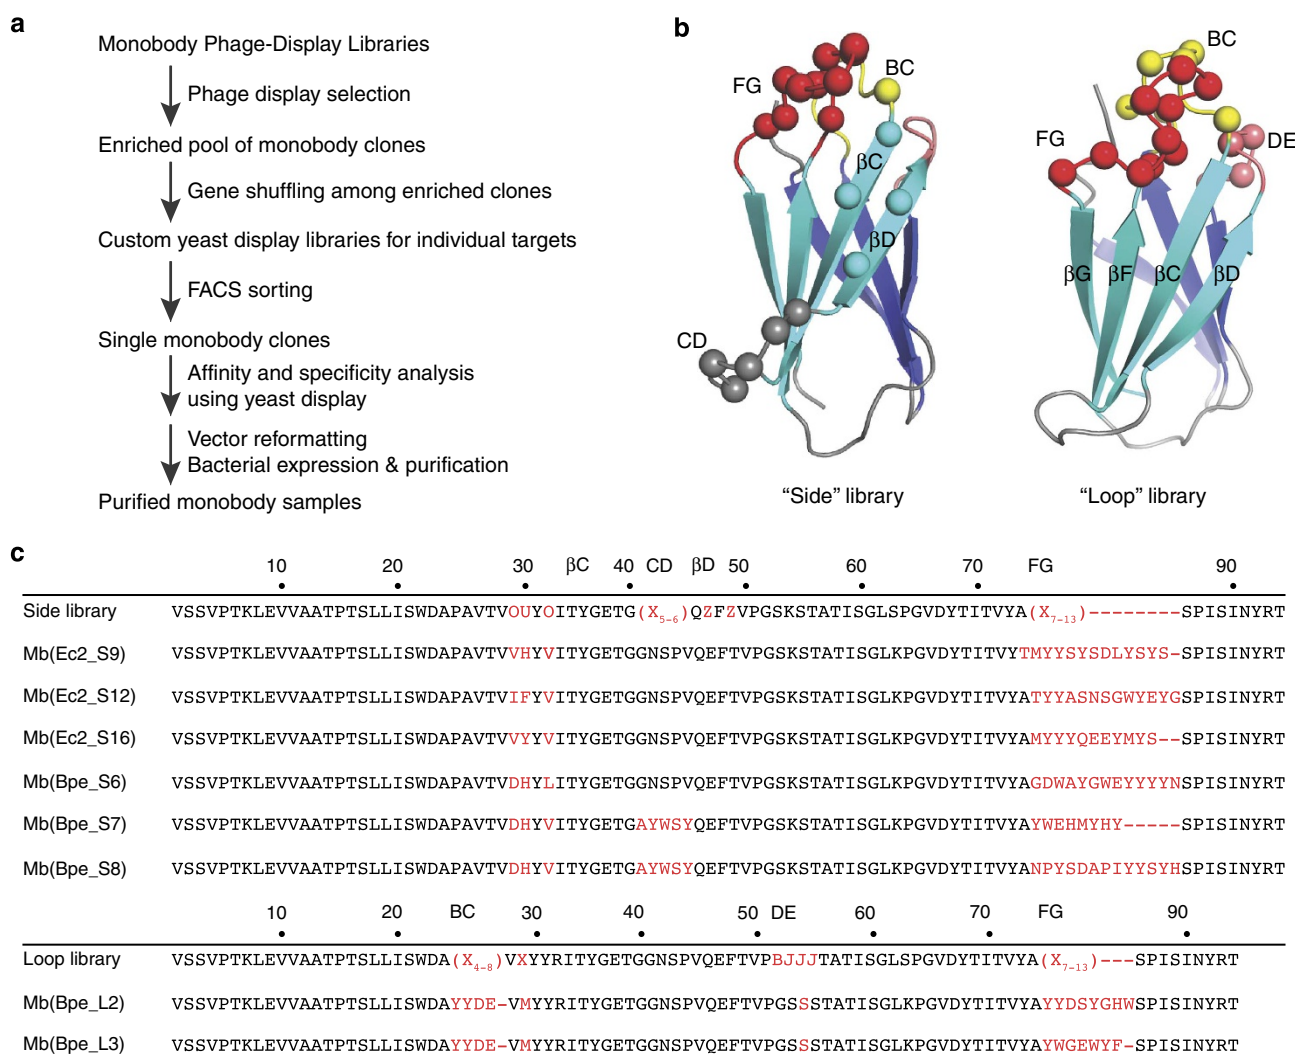 a
Monobody Phage-Display Libraries
Phage display selection
Enriched pool of monobody clones
Gene shuffling among enriched clones
Custom yeast display libraries for individual targets
FACS sorting
Single monobody clones
Affinity and specificity analysis
using yeast display
Vector reformatting
Bacterial expression & purification
Purified monobody samples
b
FG
BC
βC
βD
CD
"Side" library
BC
FG
DE
βG βF βC βD
"Loop" library
c
10 20 30 βC 40 CD βD 50 60 70 FG 90
Side library VSSVPTKLEVVAATPTSLLISWDAPAVTVOUYOITYGETG(X5-6)QZFZVPGSKSTATISGLSPGVDYTITVYA(X7-13)--------SPISINYRT
Mb(Ec2_S9) VSSVPTKLEVVAATPTSLLISWDAPAVTVVHYVITYGETGGNSPVQEFTVPGSKSTATISGLKPGVDYTITVYTMYYSYSDLYSYS-SPISINYRT
Mb(Ec2_S12) VSSVPTKLEVVAATPTSLLISWDAPAVTVIFYVITYGETGGNSPVQEFTVPGSKSTATISGLKPGVDYTITVYATYYASNSGWYEYGSPISINYRT
Mb(Ec2_S16) VSSVPTKLEVVAATPTSLLISWDAPAVTVVYYVITYGETGGNSPVQEFTVPGSKSTATISGLKPGVDYTITVYAMYYYQEEYMYS--SPISINYRT
Mb(Bpe_S6) VSSVPTKLEVVAATPTSLLISWDAPAVTVDHYLITYGETGGNSPVQEFTVPGSKSTATISGLKPGVDYTITVYAGDWAYGWEYYYYNSPISINYRT
Mb(Bpe_S7) VSSVPTKLEVVAATPTSLLISWDAPAVTVDHYVITYGETGAYWSYQEFTVPGSKSTATISGLKPGVDYTITVYAYWEHMYHY-----SPISINYRT
Mb(Bpe_S8) VSSVPTKLEVVAATPTSLLISWDAPAVTVDHYVITYGETGAYWSYQEFTVPGSKSTATISGLKPGVDYTITVYANPYSDAPIYYSYHSPISINYRT
10 20 BC 30 40 50 DE 60 70 FG 90
Loop library VSSVPTKLEVVAATPTSLLISWDA(X4-8)VXYYRITYGETGGNSPVQEFTVPBJJJTATISGLSPGVDYTITVYA(X7-13)---SPISINYRT
Mb(Bpe_L2) VSSVPTKLEVVAATPTSLLISWDAYYDE-VMYYRITYGETGGNSPVQEFTVPGSSSTATISGLKPGVDYTITVYAYYDSYGHWSPISINYRT
Mb(Bpe_L3) VSSVPTKLEVVAATPTSLLISWDAYYDE-VMYYRITYGETGGNSPVQEFTVPGSSSTATISGLKPGVDYTITVYAYWGEWYF-SPISINYRT